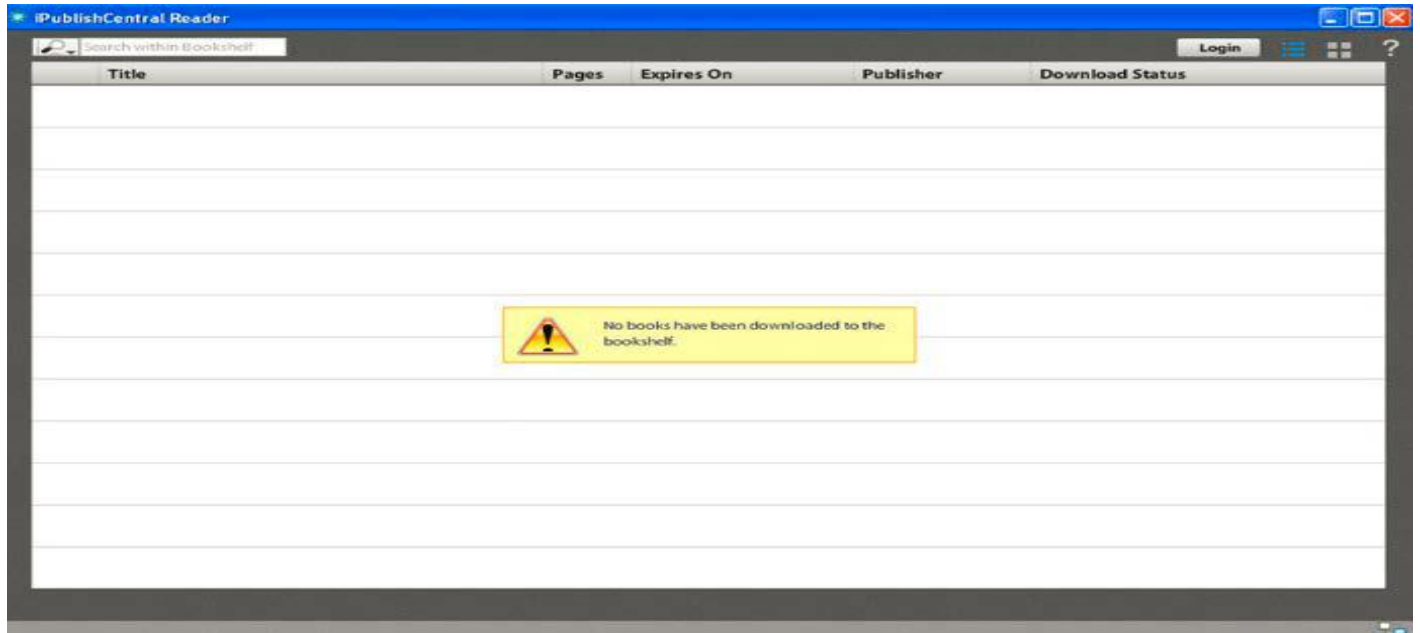 iPublishCentral Reader
Search within Bookshelf
Login
?
Title Pages Expires On Publisher Download Status
No books have been downloaded to the
bookshelf.